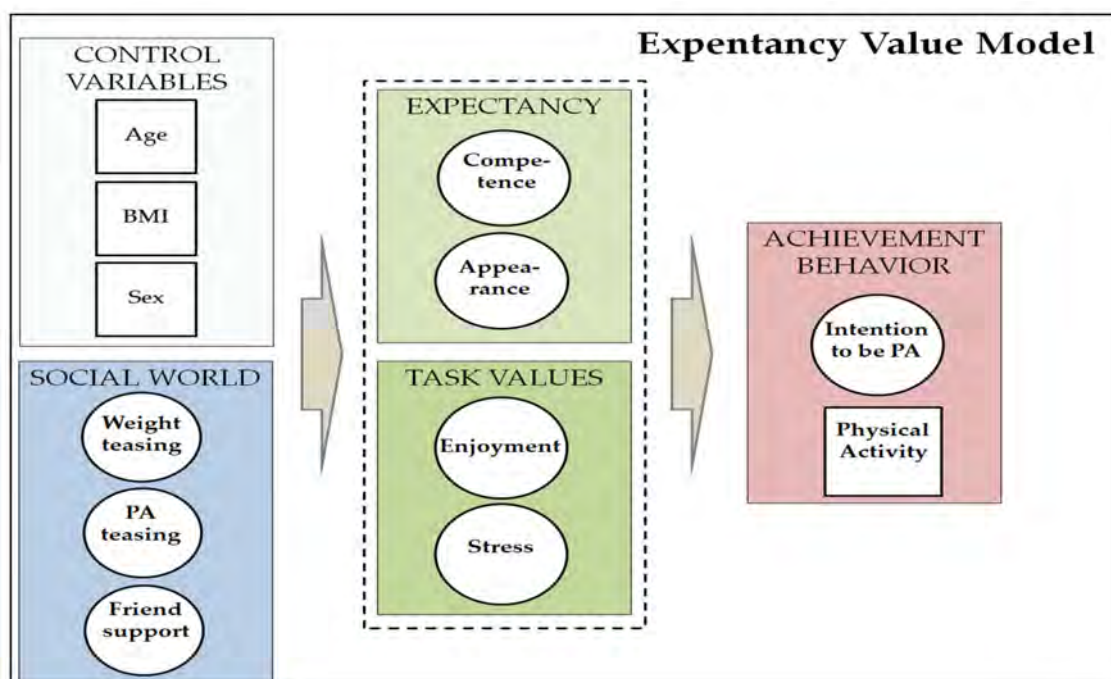 Expentancy Value Model
CONTROL
VARIABLES
Age
BMI
Sex
SOCIAL WORLD
Weight
teasing
PA
teasing
Friend
support
EXPECTANCY
Compe-
tence
Appea-
rance
TASK VALUES
Enjoyment
Stress
ACHIEVEMENT
BEHAVIOR
Intention
to be PA
Physical
Activity